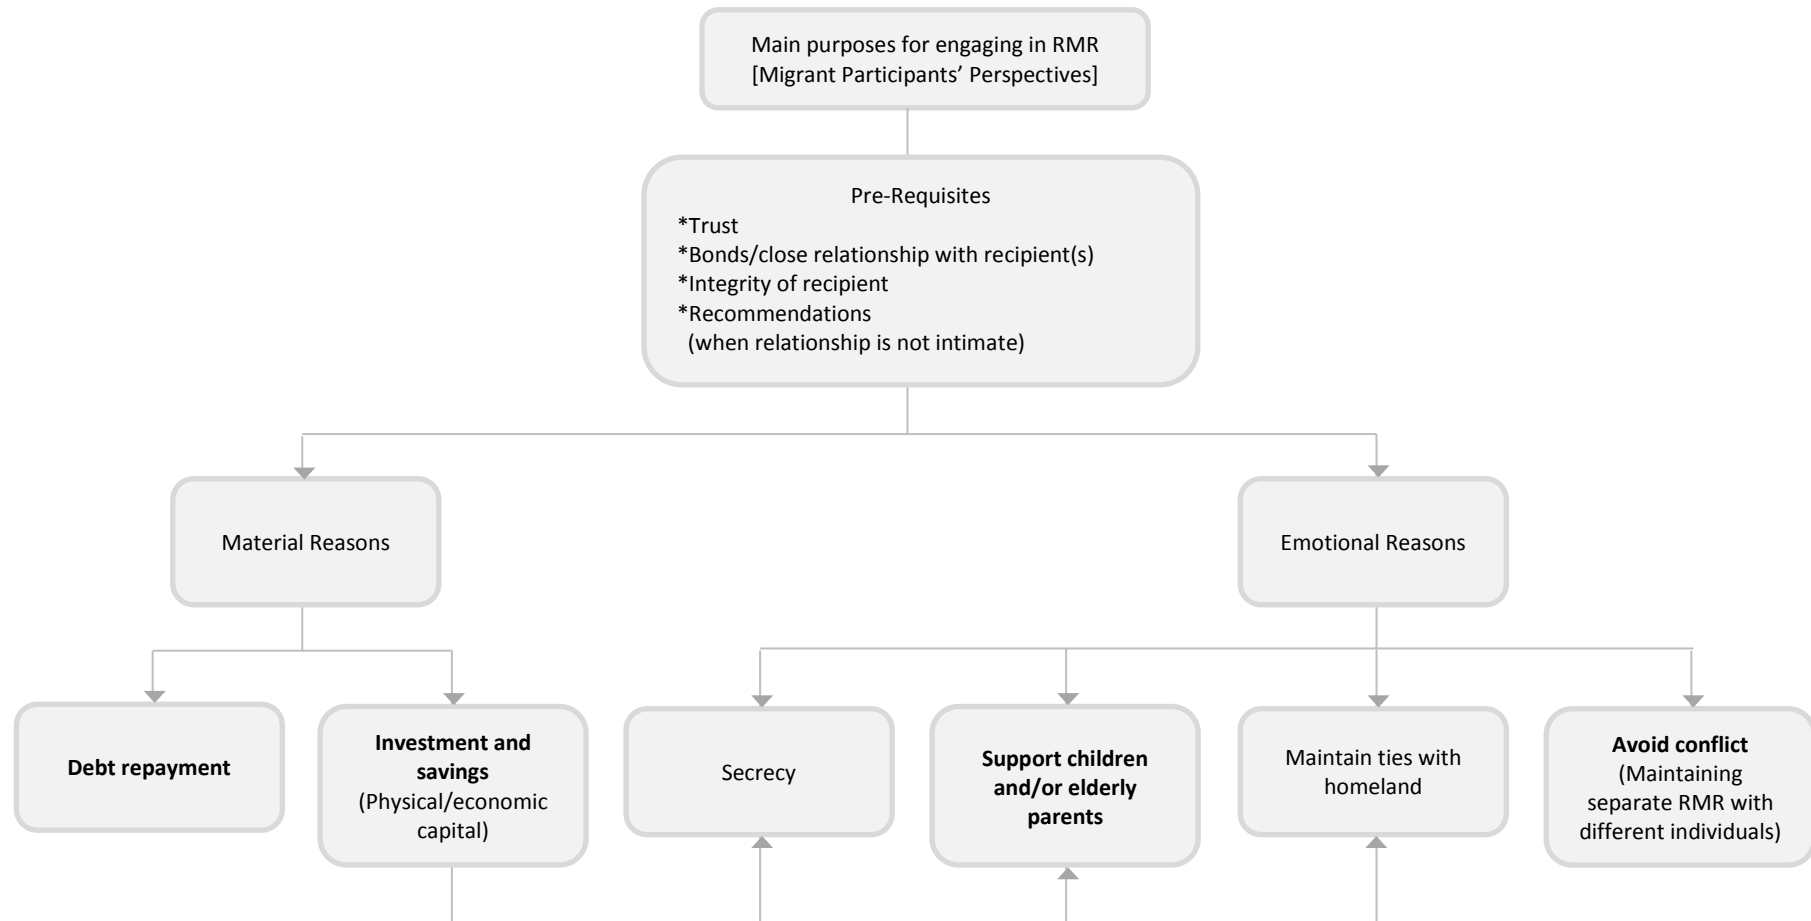 Main purposes for engaging in RMR
[Migrant Participants’ Perspectives]
Pre-Requisites
*Trust
*Bonds/close relationship with recipient(s)
*Integrity of recipient
*Recommendations
(when relationship is not intimate)
Material Reasons
Emotional Reasons
Debt repayment
Investment and
savings
(Physical/economic
capital)
Secrecy
Support children
and/or elderly
parents
Maintain ties with
homeland
Avoid conflict
(Maintaining
separate RMR with
different individuals)